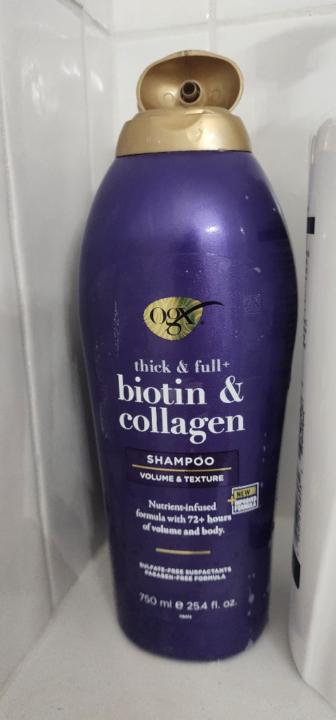 ogx
thick & full+
biotin &
collagen
SHAMPOO
VOLUME & TEXTURE
NEW
Nutrient-infused
formula with 72+ hours
of volume and body.
SULFATE-FREE SURFACTANTS
PARABEN-FREE FORMULA
750 ml e 25.4 fl. oz.